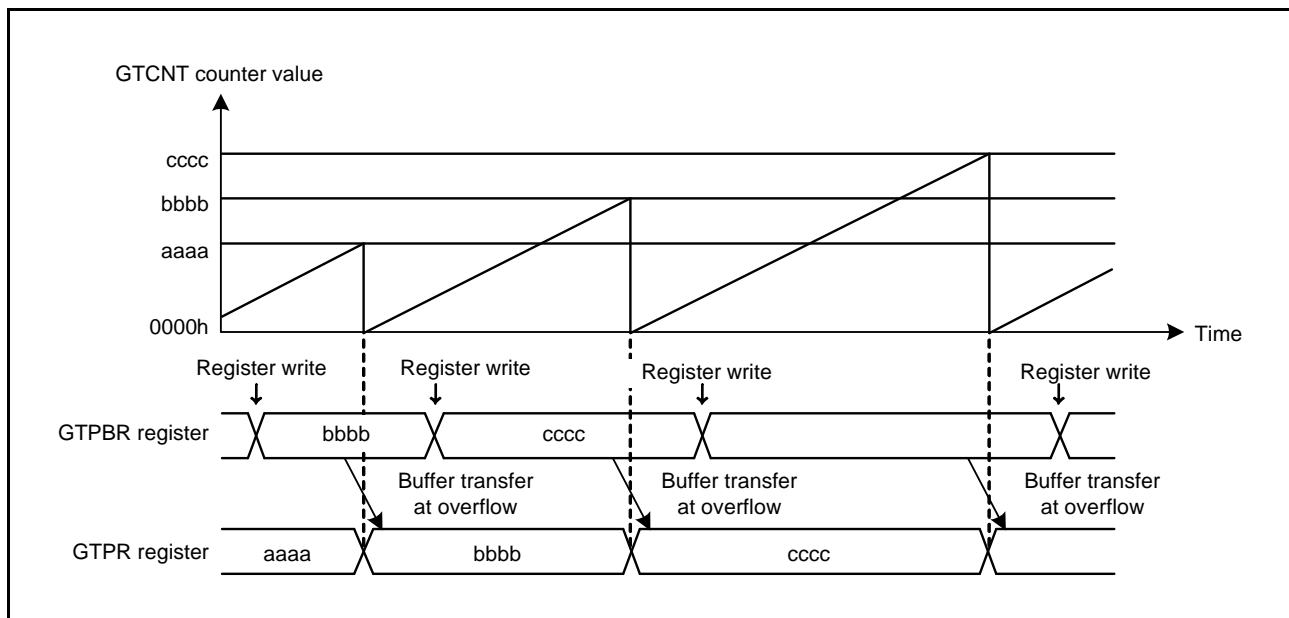 GTCNT counter value
cccc
bbbb
aaaa
0000h
Time
Register write
Register write
Register write
Register write
GTPBR register
bbbb
cccc
Buffer transfer
at overflow
Buffer transfer
at overflow
Buffer transfer
at overflow
GTPR register
aaaa
bbbb
cccc